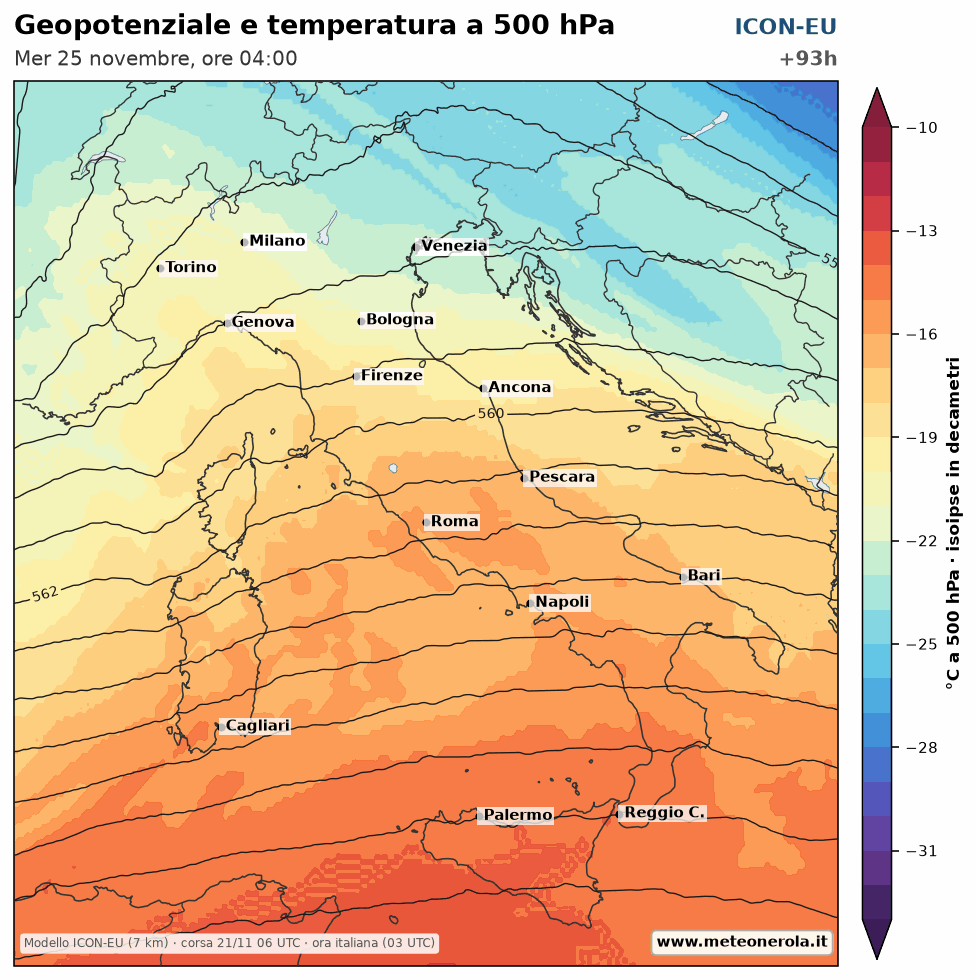 Geopotenziale e temperatura a 500 hPa
ICON-EU
Mer 25 novembre, ore 04:00
+93h
Milano
Venezia
Torino
Genova
Bologna
Firenze
Ancona
560
Pescara
Roma
Bari
562
Napoli
Cagliari
Palermo
Reggio C.
Modello ICON-EU (7 km) · corsa 21/11 06 UTC · ora italiana (03 UTC)
www.meteonerola.it
−10
−13
−16
−19
−22
−25
−28
−31
°C a 500 hPa · isoipse in decametri